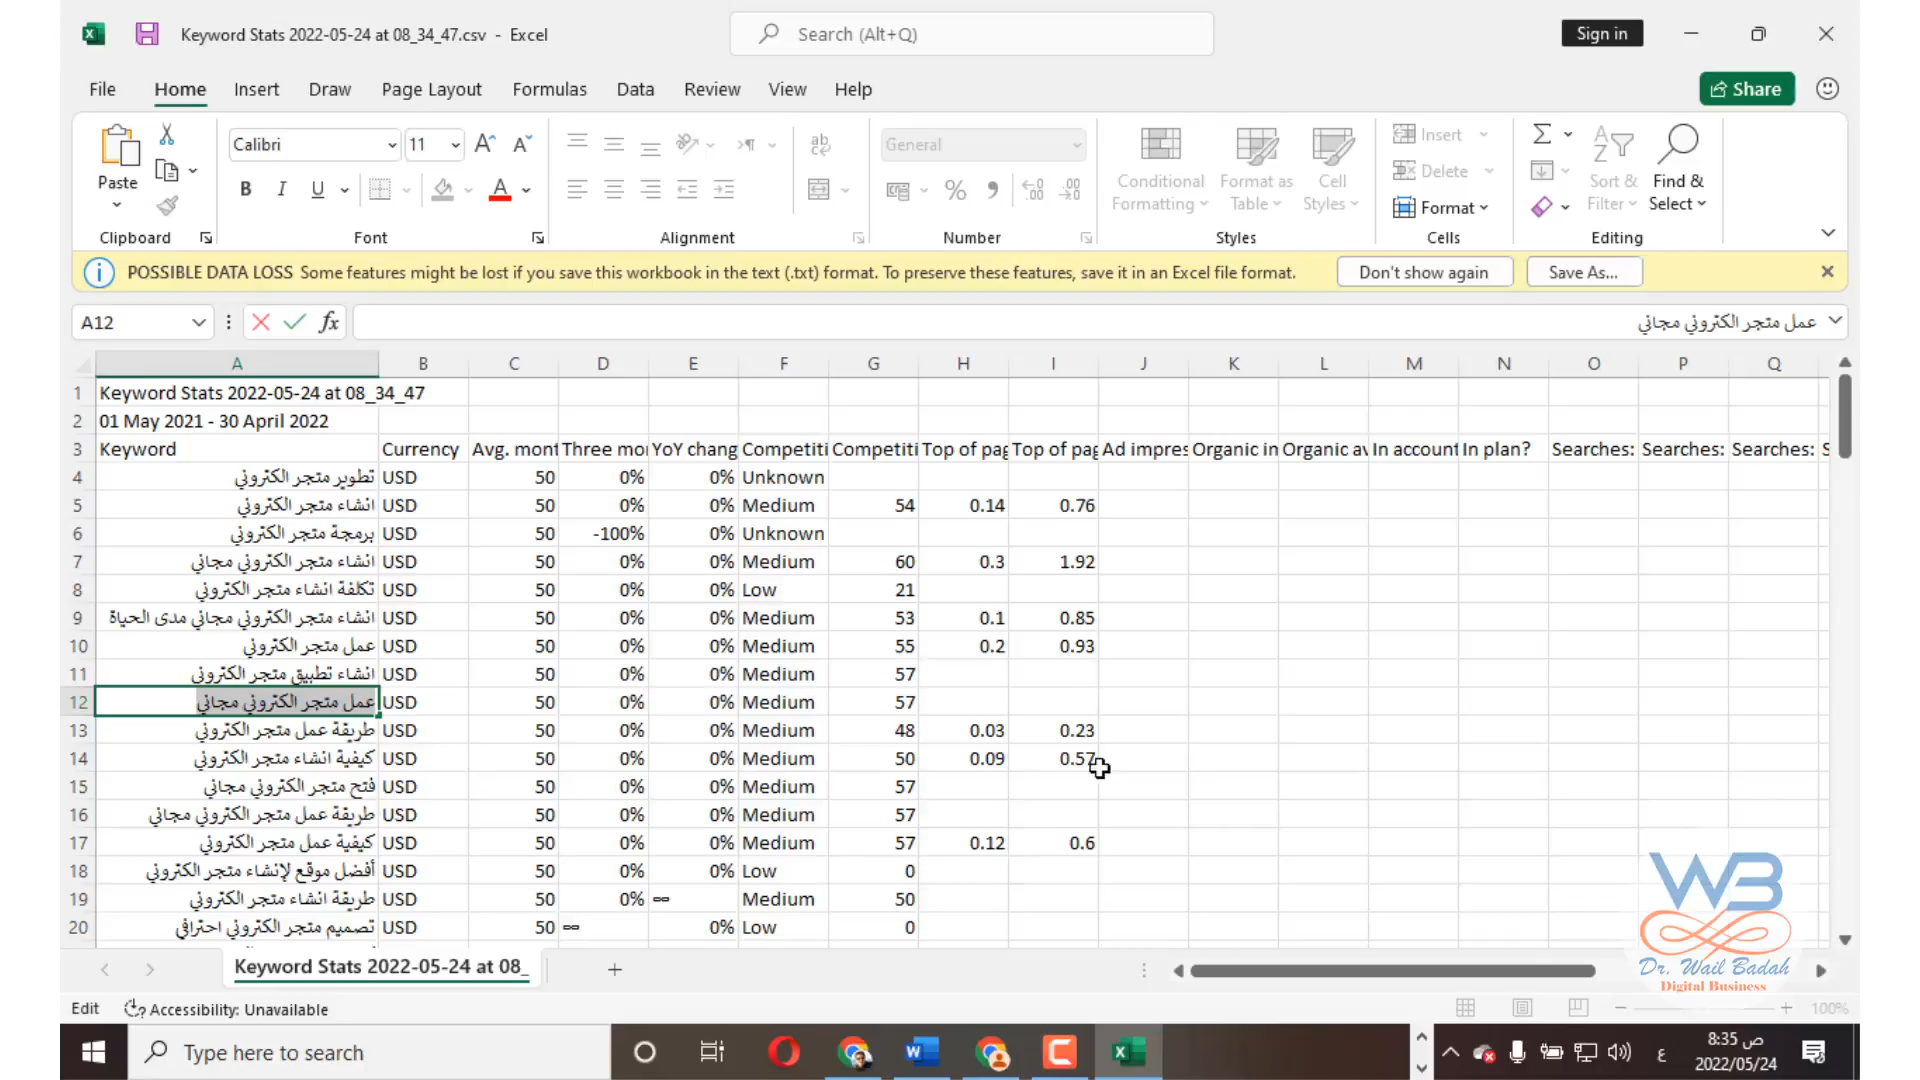 Keyword Stats 2022-05-24 at 08_34_47.csv - Excel
Search (Alt+Q)
Sign in
File Home Insert Draw Page Layout Formulas Data Review View Help
Share
Paste
Calibri 11
B I U
General
Conditional Formatting
Format as Table
Cell Styles
Insert
Delete
Format
Sort & Filter
Find & Select
Clipboard Font Alignment Number Styles Cells Editing
POSSIBLE DATA LOSS Some features might be lost if you save this workbook in the text (.txt) format. To preserve these features, save it in an Excel file format.
Don't show again
Save As...
A12
fx
عمل متجر الكتروني مجاني
A B C D E F G H I J K L M N O P Q
1 Keyword Stats 2022-05-24 at 08_34_47
2 01 May 2021 - 30 April 2022
3 Keyword Currency Avg. mont Three mo YoY chang Competiti Competiti Top of pag Top of pag Ad impres Organic in Organic av In account In plan? Searches: Searches: Searches: S
4 تطوير متجر الكتروني USD 50 0% 0% Unknown
5 انشاء متجر الكتروني USD 50 0% 0% Medium 54 0.14 0.76
6 برمجة متجر الكتروني USD 50 -100% 0% Unknown
7 انشاء متجر الكتروني مجاني USD 50 0% 0% Medium 60 0.3 1.92
8 تكلفة انشاء متجر الكتروني USD 50 0% 0% Low 21
9 انشاء متجر الكتروني مجاني مدى الحياة USD 50 0% 0% Medium 53 0.1 0.85
10 عمل متجر الكتروني USD 50 0% 0% Medium 55 0.2 0.93
11 انشاء تطبيق متجر الكتروني USD 50 0% 0% Medium 57
12 عمل متجر الكتروني مجاني USD 50 0% 0% Medium 57
13 طريقة عمل متجر الكتروني USD 50 0% 0% Medium 48 0.03 0.23
14 كيفية انشاء متجر الكتروني USD 50 0% 0% Medium 50 0.09 0.57
15 فتح متجر الكتروني مجاني USD 50 0% 0% Medium 57
16 طريقة عمل متجر الكتروني مجاني USD 50 0% 0% Medium 57
17 كيفية عمل متجر الكتروني USD 50 0% 0% Medium 57 0.12 0.6
18 أفضل موقع لإنشاء متجر الكتروني USD 50 0% 0% Low 0
19 طريقة انشاء متجر الكتروني USD 50 0% ∞ Medium 50
20 تصميم متجر الكتروني احترافي USD 50 ∞ 0% Low 0
WB
Dr. Wail Badah
Digital Business
Keyword Stats 2022-05-24 at 08_
Edit
Accessibility: Unavailable
100%
Type here to search
ع
8:35 ص
2022/05/24